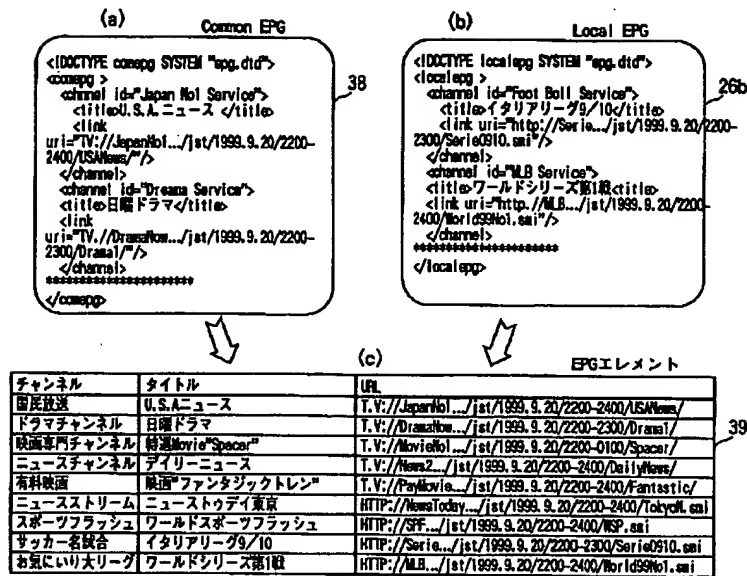 (a)
Common EPG
<!DOCTYPE comepg SYSTEM "epg.dtd">
<comepg >
<channel id="Japan No1 Service">
<title>U.S.A.ニュース </title>
<link
uri="TV://JapanNo1.../jst/1999.9.20/2200-
2400/USANews/"/>
</channel>
<channel id="Dreama Service">
<title>日曜ドラマ</title>
<link
uri="TV.//DramaNow.../jst/1999.9.20/2200-
2300/Drama1/"/>
</channel>
**********************
</comepg>
38
(b)
Local EPG
<!DOCTYPE localepg SYSTEM "epg.dtd">
<localepg >
<channel id="Foot Boll Service">
<title>イタリアリーグ9/10</title>
<link uri="http://Serie.../jst/1999.9.20/2200-
2300/Serie0910.smi"/>
</channel>
<channel id="MLB Service">
<title>ワールドシリーズ第1戦<title>
<link uri="http.//MLB.../jst/1999.9.20/2200-
2400/World99No1.smi"/>
</channel>
*********************
</localepg>
26b
(c)
EPGエレメント
チャンネル タイトル URL
国民放送 U.S.Aニュース T.V://JapanNo1.../jst/1999.9.20/2200-2400/USANews/
ドラマチャンネル 日曜ドラマ T.V://DramaNow.../jst/1999.9.20/2200-2300/Drama1/
映画専門チャンネル 特選Movie"Spacer" T.V://MovieNo1.../jst/1999.9.20/2200-0100/Spacer/
ニュースチャンネル デイリーニュース T.V://News2.../jst/1999.9.20/2200-2400/DailyNews/
有料映画 映画"ファンタジックトレン" T.V://PayMovie.../jst/1999.9.20/2200-2400/Fantastic/
ニュースストリーム ニューストゥデイ東京 HTTP://NewsToday.../jst/1999.9.20/2200-2400/TokyoN.smi
スポーツフラッシュ ワールドスポーツフラッシュ HTTP://SPF.../jst/1999.9.20/2200-2400/WSP.smi
サッカー名試合 イタリアリーグ9/10 HTTP://Serie.../jst/1999.9.20/2200-2300/Serie0910.smi
お気にいり大リーグ ワールドシリーズ第1戦 HTTP://MLB.../jst/1999.9.20/2200-2400/World99No1.smi
39